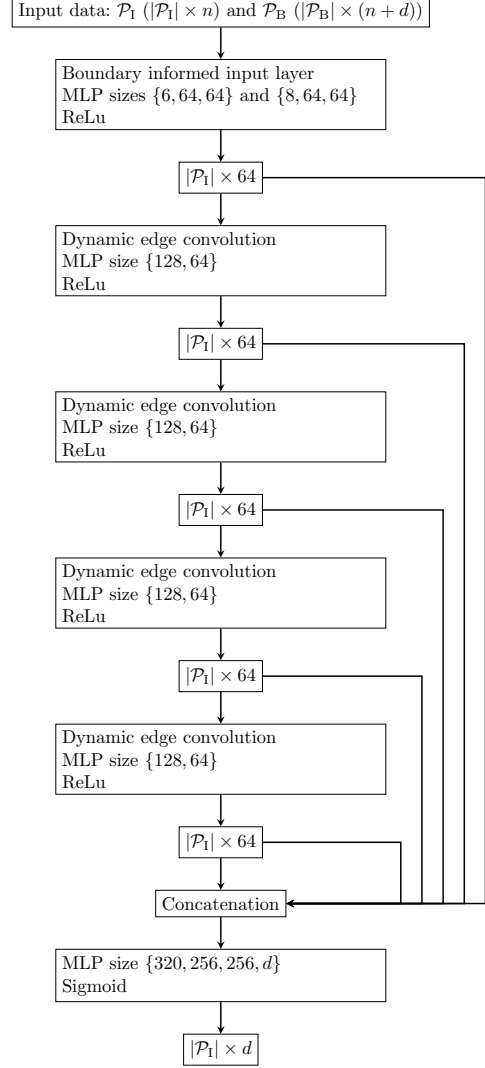 Input data: 𝒫_I (|𝒫_I| × n) and 𝒫_B (|𝒫_B| × (n + d))
Boundary informed input layer
MLP sizes {6, 64, 64} and {8, 64, 64}
ReLu
|𝒫_I| × 64
Dynamic edge convolution
MLP size {128, 64}
ReLu
|𝒫_I| × 64
Dynamic edge convolution
MLP size {128, 64}
ReLu
|𝒫_I| × 64
Dynamic edge convolution
MLP size {128, 64}
ReLu
|𝒫_I| × 64
Dynamic edge convolution
MLP size {128, 64}
ReLu
|𝒫_I| × 64
Concatenation
MLP size {320, 256, 256, d}
Sigmoid
|𝒫_I| × d